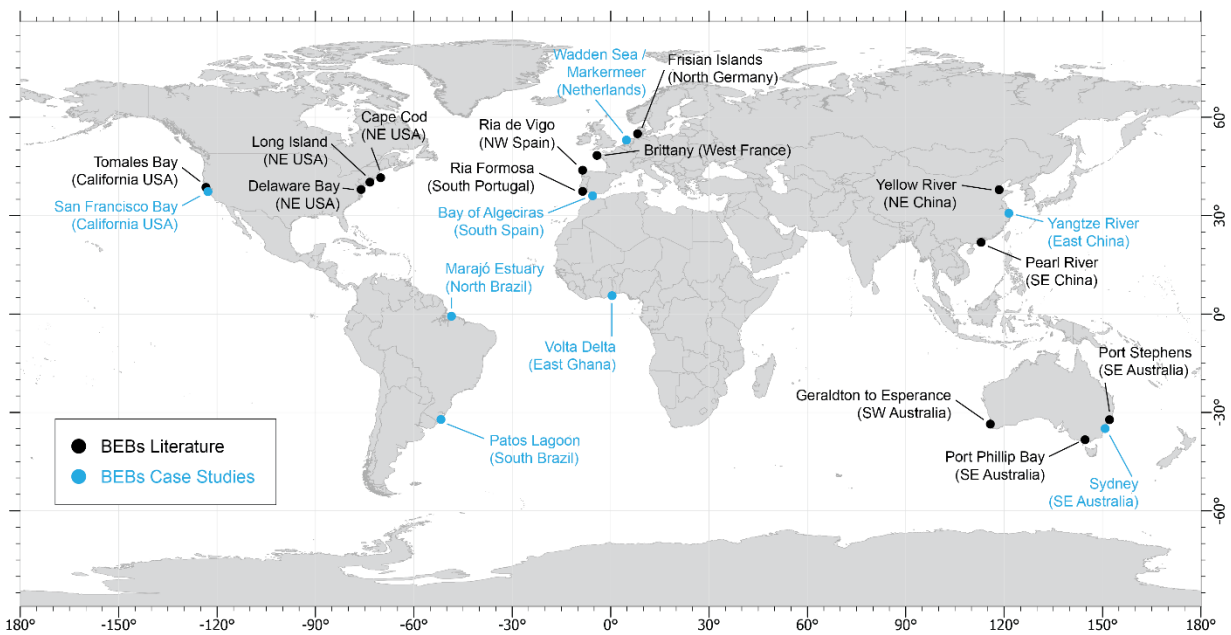 Wadden Sea /
Markermeer
(Netherlands)
Frisian Islands
(North Germany)
Cape Cod
(NE USA)
Ria de Vigo
(NW Spain)
Long Island
(NE USA)
Brittany (West France)
Tomales Bay
(California USA)
Delaware Bay
(NE USA)
Ria Formosa
(South Portugal)
Yellow River
(NE China)
San Francisco Bay
(California USA)
Bay of Algeciras
(South Spain)
Yangtze River
(East China)
Pearl River
(SE China)
Marajó Estuary
(North Brazil)
Volta Delta
(East Ghana)
Port Stephens
(SE Australia)
Geraldton to Esperance
(SW Australia)
Patos Lagoon
(South Brazil)
Port Phillip Bay
(SE Australia)
Sydney
(SE Australia)
BEBs Literature
BEBs Case Studies
60°
30°
0°
-30°
-60°
180° -150° -120° -90° -60° -30° 0° 30° 60° 90° 120° 150° 180°